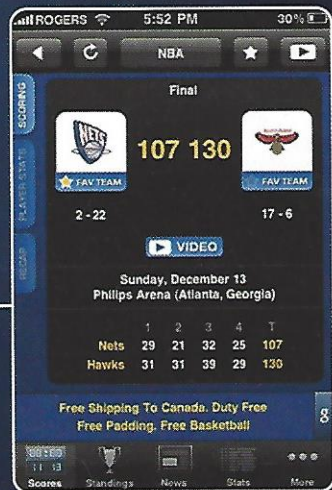 ROGERS 5:52 PM 30%
NBA
SCORING
PLAYER STATS
RECAP
Final
NETS 107 130
FAV TEAM FAV TEAM
2 - 22 17 - 6
VIDEO
Sunday, December 13
Philips Arena (Atlanta, Georgia)
1 2 3 4 T
Nets 29 21 32 25 107
Hawks 31 31 39 29 130
Free Shipping To Canada. Duty Free
Free Padding. Free Basketball
Scores Standings News Stats More